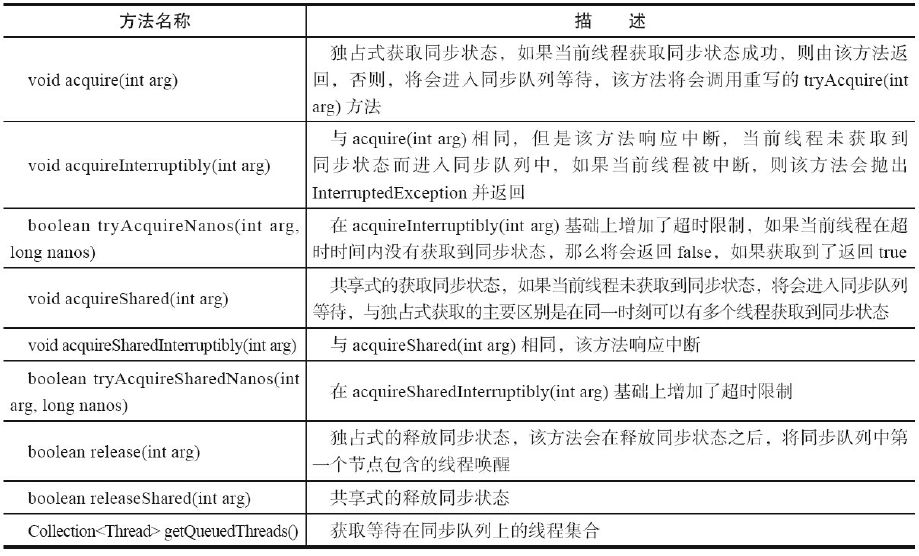 方法名称
描 述
void acquire(int arg)
独占式获取同步状态，如果当前线程获取同步状态成功，则由该方法返
回，否则，将会进入同步队列等待，该方法将会调用重写的 tryAcquire(int
arg) 方法
void acquireInterruptibly(int arg)
与 acquire(int arg) 相同，但是该方法响应中断，当前线程未获取到
同步状态而进入同步队列中，如果当前线程被中断，则该方法会抛出
InterruptedException 并返回
boolean tryAcquireNanos(int arg,
long nanos)
在 acquireInterruptibly(int arg) 基础上增加了超时限制，如果当前线程在超
时时间内没有获取到同步状态，那么将会返回 false，如果获取到了返回 true
void acquireShared(int arg)
共享式的获取同步状态，如果当前线程未获取到同步状态，将会进入同步队列
等待，与独占式获取的主要区别是在同一时刻可以有多个线程获取到同步状态
void acquireSharedInterruptibly(int arg)
与 acquireShared(int arg) 相同，该方法响应中断
boolean tryAcquireSharedNanos(int
arg, long nanos)
在 acquireSharedInterruptibly(int arg) 基础上增加了超时限制
boolean release(int arg)
独占式的释放同步状态，该方法会在释放同步状态之后，将同步队列中第
一个节点包含的线程唤醒
boolean releaseShared(int arg)
共享式的释放同步状态
Collection<Thread> getQueuedThreads()
获取等待在同步队列上的线程集合